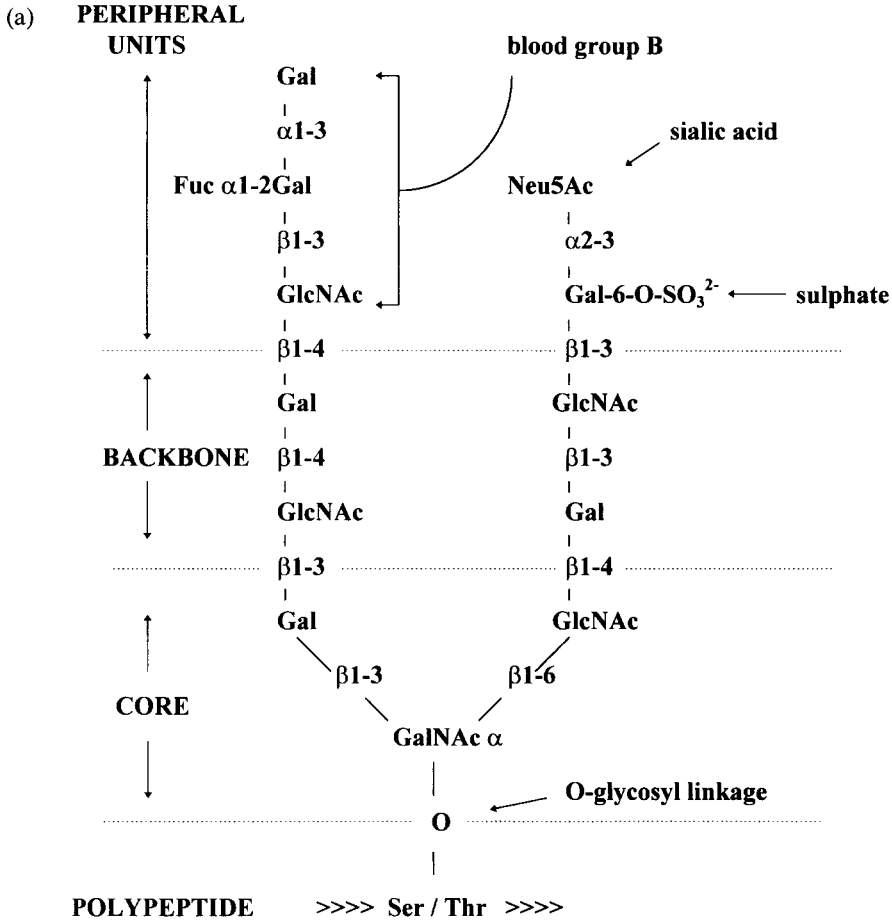 (a) PERIPHERAL
UNITS
blood group B
Gal
α1-3
sialic acid
Fuc α1-2Gal
Neu5Ac
β1-3
α2-3
GlcNAc
Gal-6-O-SO₃²⁻
sulphate
β1-4
β1-3
Gal
GlcNAc
BACKBONE
β1-4
β1-3
GlcNAc
Gal
β1-3
β1-4
Gal
GlcNAc
β1-3
β1-6
CORE
GalNAc α
O-glycosyl linkage
O
POLYPEPTIDE >>>> Ser / Thr >>>>